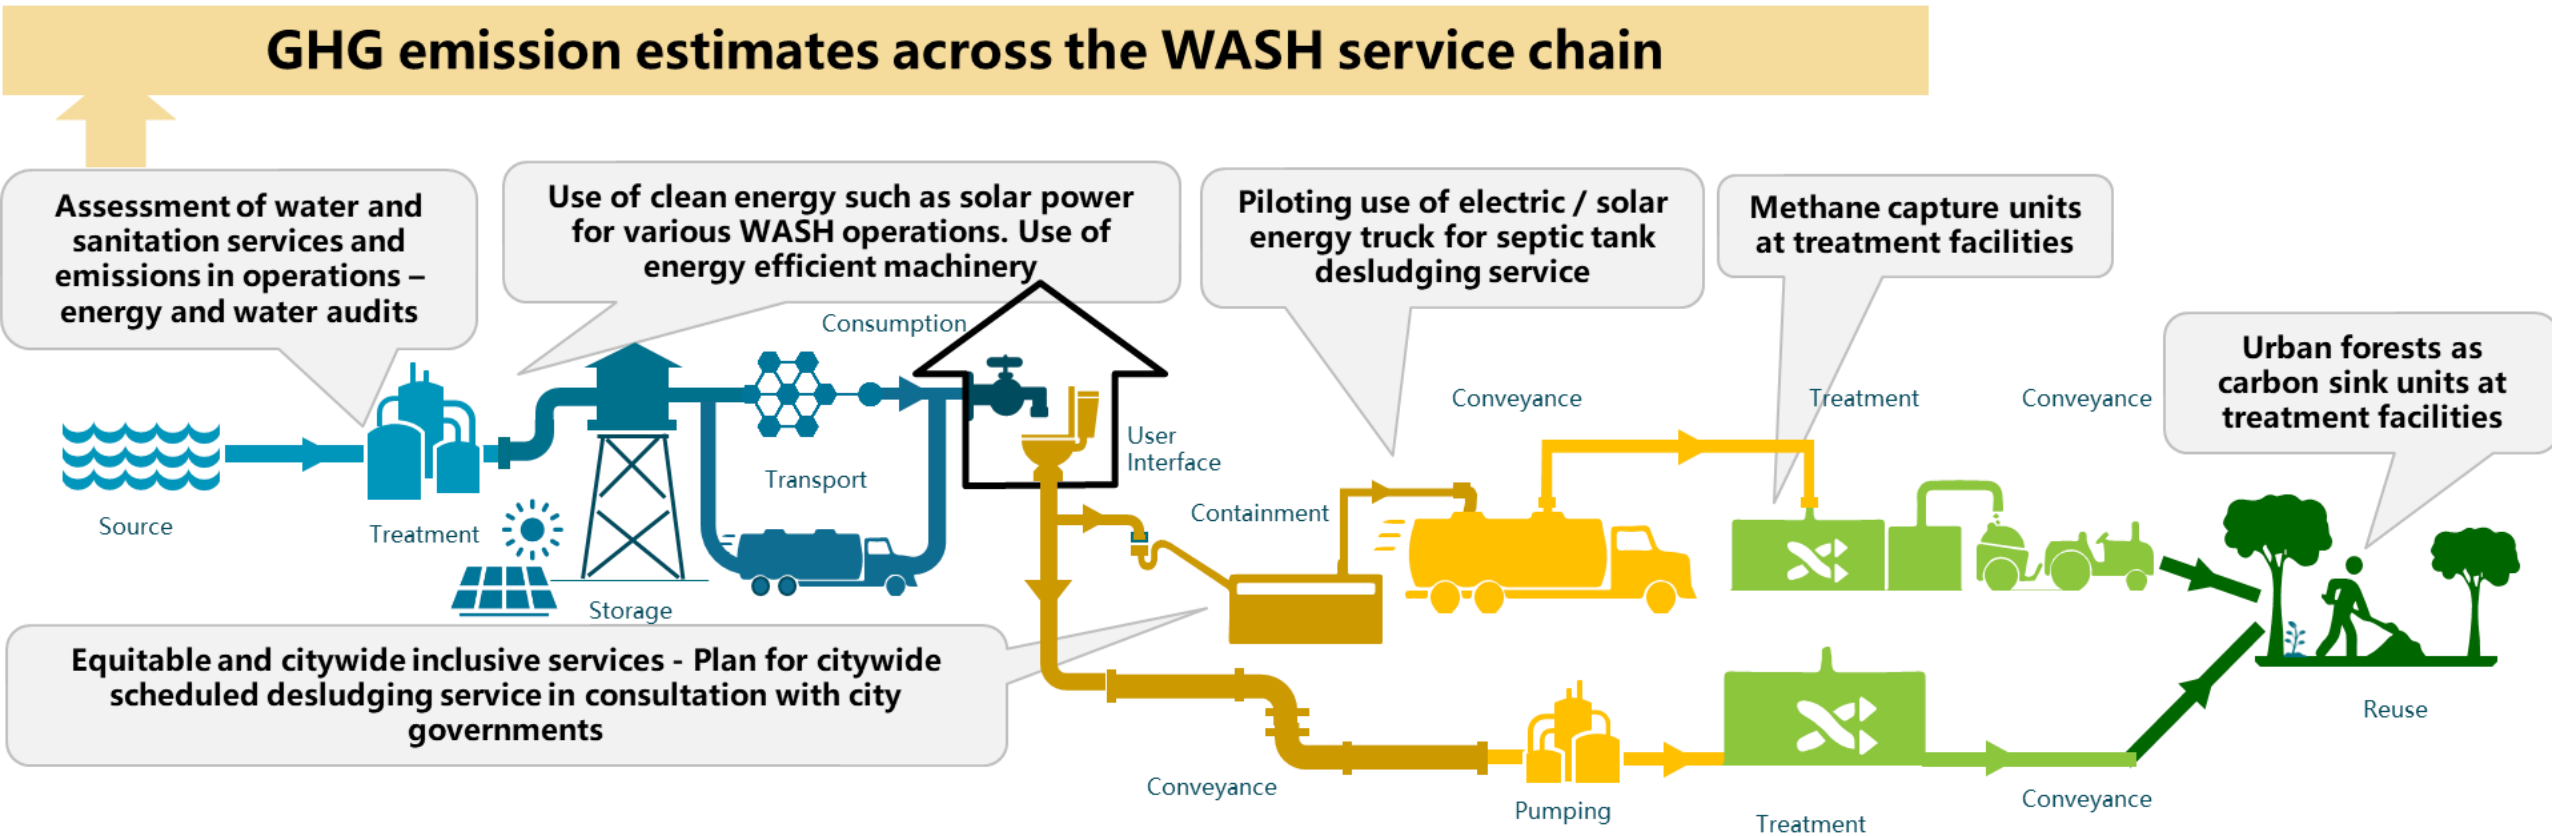 GHG emission estimates across the WASH service chain
Assessment of water and
sanitation services and
emissions in operations –
energy and water audits
Use of clean energy such as solar power
for various WASH operations. Use of
energy efficient machinery
Piloting use of electric / solar
energy truck for septic tank
desludging service
Methane capture units
at treatment facilities
Urban forests as
carbon sink units at
treatment facilities
Consumption
Conveyance
Treatment
Conveyance
User
Interface
Transport
Containment
Source
Treatment
Storage
Equitable and citywide inclusive services - Plan for citywide
scheduled desludging service in consultation with city
governments
Reuse
Conveyance
Pumping
Treatment
Conveyance